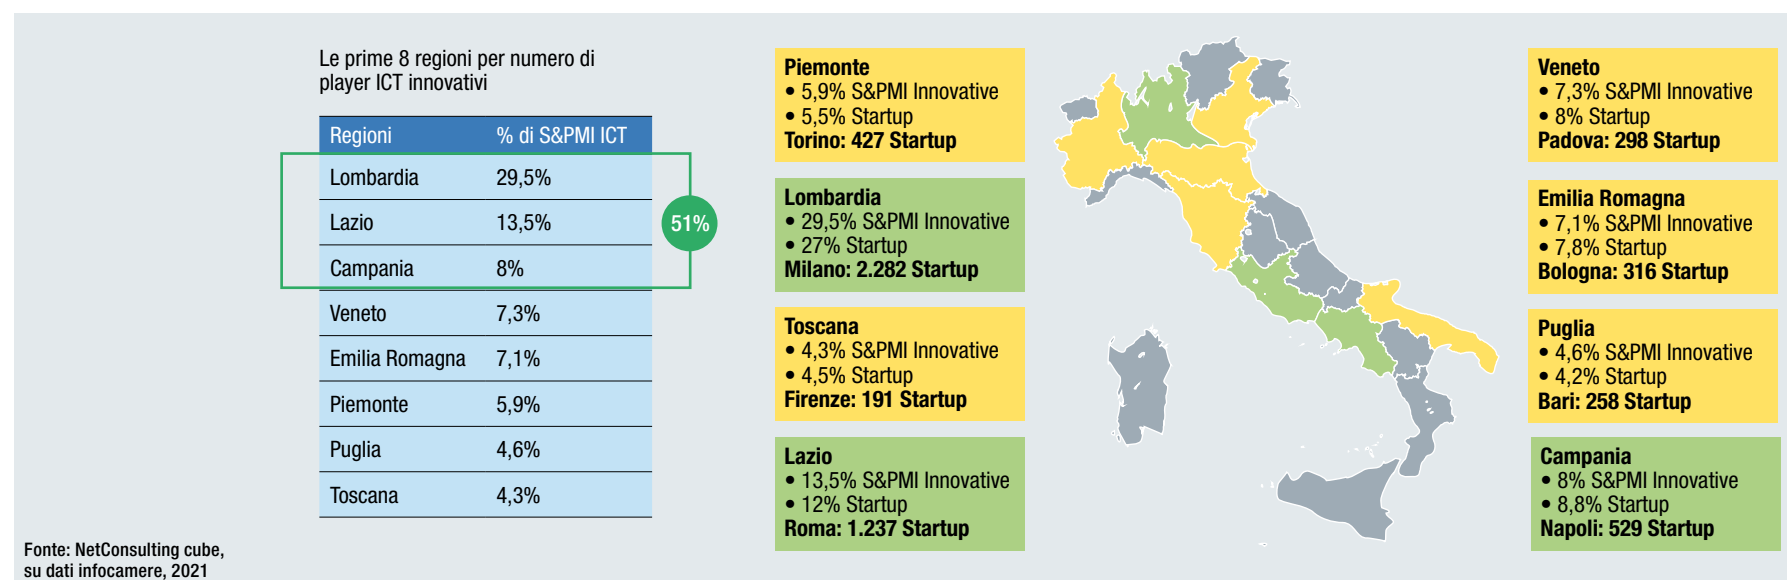 Le prime 8 regioni per numero di
player ICT innovativi
Regioni % di S&PMI ICT
Lombardia 29,5%
Lazio 13,5%
Campania 8%
Veneto 7,3%
Emilia Romagna 7,1%
Piemonte 5,9%
Puglia 4,6%
Toscana 4,3%
51%
Piemonte
• 5,9% S&PMI Innovative
• 5,5% Startup
Torino: 427 Startup
Lombardia
• 29,5% S&PMI Innovative
• 27% Startup
Milano: 2.282 Startup
Toscana
• 4,3% S&PMI Innovative
• 4,5% Startup
Firenze: 191 Startup
Lazio
• 13,5% S&PMI Innovative
• 12% Startup
Roma: 1.237 Startup
Veneto
• 7,3% S&PMI Innovative
• 8% Startup
Padova: 298 Startup
Emilia Romagna
• 7,1% S&PMI Innovative
• 7,8% Startup
Bologna: 316 Startup
Puglia
• 4,6% S&PMI Innovative
• 4,2% Startup
Bari: 258 Startup
Campania
• 8% S&PMI Innovative
• 8,8% Startup
Napoli: 529 Startup
Fonte: NetConsulting cube,
su dati infocamere, 2021